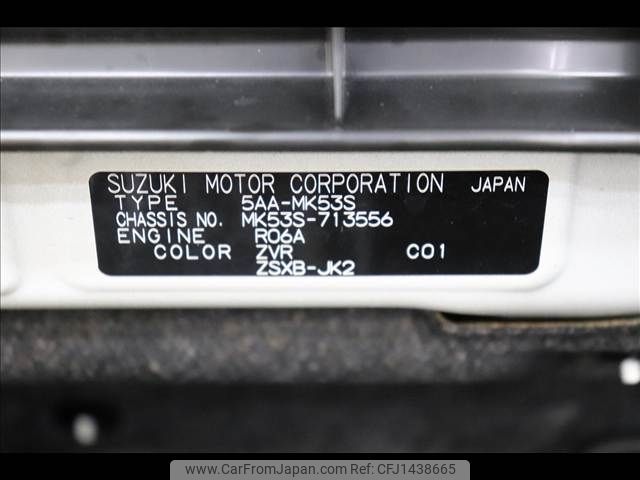 SUZUKI MOTOR CORPORATION JAPAN
TYPE 5AA-MK53S
CHASSIS NO. MK53S-713556
ENGINE R06A
COLOR ZVR C01
ZSXB-JK2
www.CarFromJapan.com - CFJ1438665